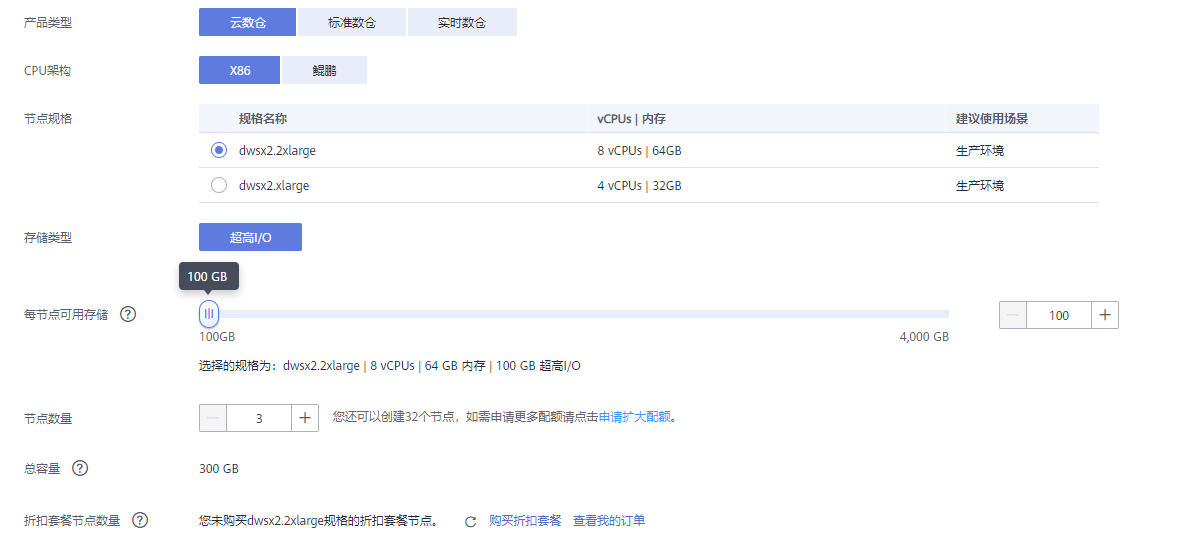 产品类型 云数仓 标准数仓 实时数仓
CPU架构 X86 鲲鹏
节点规格 规格名称 vCPUs | 内存 建议使用场景
dwsx2.2xlarge 8 vCPUs | 64GB 生产环境
dwsx2.xlarge 4 vCPUs | 32GB 生产环境
存储类型 超高I/O
100 GB
每节点可用存储 ? 100
100GB 4,000 GB
选择的规格为：dwsx2.2xlarge | 8 vCPUs | 64 GB 内存 | 100 GB 超高I/O
节点数量 3 您还可以创建32个节点，如需申请更多配额请点击申请扩大配额。
总容量 ? 300 GB
折扣套餐节点数量 ? 您未购买dwsx2.2xlarge规格的折扣套餐节点。 购买折扣套餐 查看我的订单